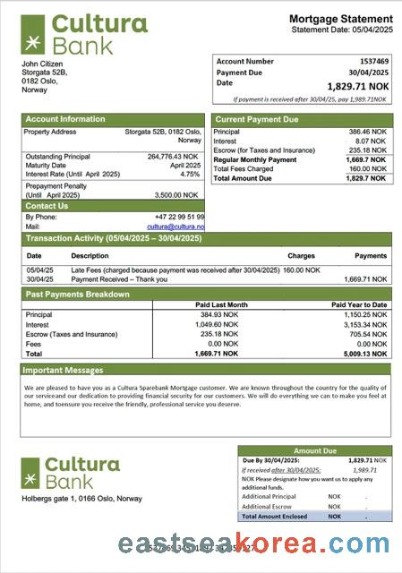 Cultura
Bank
Mortgage Statement
Statement Date: 05/04/2025
John Citizen
Storgata 52B,
0182 Oslo,
Norway
Account Number 1537469
Payment Due 30/04/2025
Date 1,829.71 NOK
If payment is received after 30/04/25, pay 1,989.71NOK
Account Information
Property Address Storgata 52B, 0182 Oslo,
Norway
Outstanding Principal 264,776.43 NOK
Maturity Date April 2025
Interest Rate (Until April 2025) 4.75%
Prepayment Penalty
(Until April 2025) 3,500.00 NOK
Contact Us
By Phone: +47 22 99 51 99
Mail: cultura@cultura.no
Current Payment Due
Principal 386.46 NOK
Interest 8.07 NOK
Escrow (for Taxes and Insurance) 235.18 NOK
Regular Monthly Payment 1,669.7 NOK
Total Fees Charged 160.00 NOK
Total Amount Due 1,829.7 NOK
Transaction Activity (05/04/2025 – 30/04/2025)
Date Description Charges Payments
05/04/25 Late Fees (charged because payment was received after 30/04/2025) 160.00 NOK
30/04/25 Payment Received – Thank you 1,669.71 NOK
Past Payments Breakdown
Paid Last Month Paid Year to Date
Principal 384.93 NOK 1,150.25 NOK
Interest 1,049.60 NOK 3,153.34 NOK
Escrow (Taxes and Insurance) 235.18 NOK 705.54 NOK
Fees 0.00 NOK 0.00 NOK
Total 1,669.71 NOK 5,009.13 NOK
Important Messages
We are pleased to have you as a Cultura Sparebank Mortgage customer. We are known throughout the country for the quality of
our serviceand our dedication to providing financial security for our customers. We will do everything we can to make you feel at
home, and toensure you receive the friendly, professional service you deserve.
Cultura
Bank
Holbergs gate 1, 0166 Oslo, Norway
Amount Due
Due By 30/04/2025: 1,829.71 NOK
If received after 30/04/2025: 1,989.71
NOK Please designate how you want us to apply any
additional funds.
Additional Principal NOK .
Additional Escrow NOK .
Total Amount Enclosed NOK .
eastseakorea.com